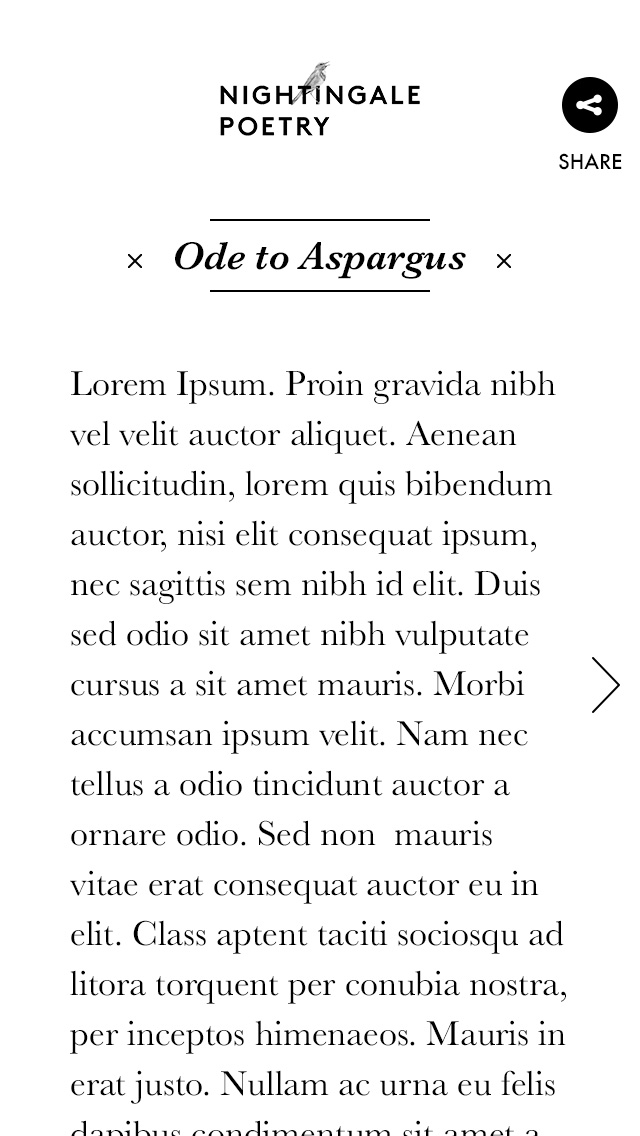 NIGHTINGALE
POETRY
SHARE
× Ode to Aspargus ×
Lorem Ipsum. Proin gravida nibh
vel velit auctor aliquet. Aenean
sollicitudin, lorem quis bibendum
auctor, nisi elit consequat ipsum,
nec sagittis sem nibh id elit. Duis
sed odio sit amet nibh vulputate
cursus a sit amet mauris. Morbi
accumsan ipsum velit. Nam nec
tellus a odio tincidunt auctor a
ornare odio. Sed non  mauris
vitae erat consequat auctor eu in
elit. Class aptent taciti sociosqu ad
litora torquent per conubia nostra,
per inceptos himenaeos. Mauris in
erat justo. Nullam ac urna eu felis
dapibus condimentum sit amet a